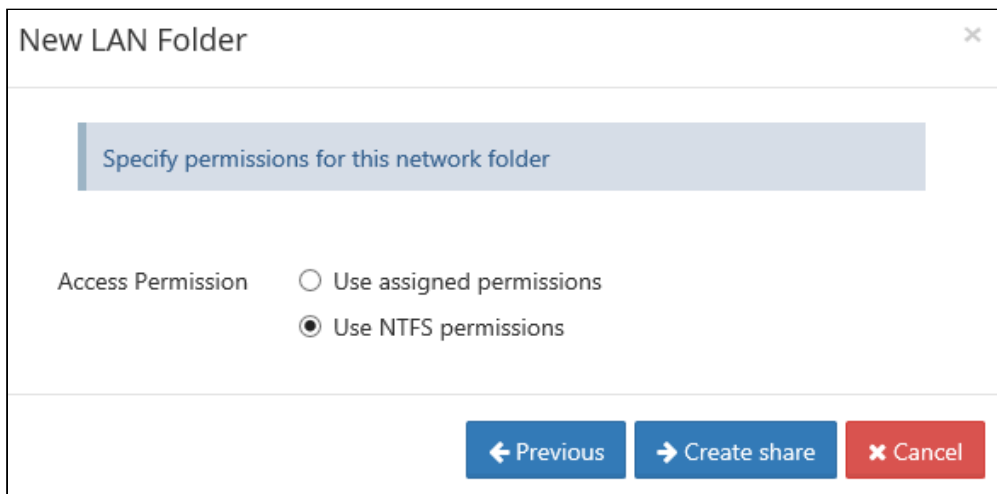 New LAN Folder
Specify permissions for this network folder
Access Permission
Use assigned permissions
Use NTFS permissions
Previous
Create share
Cancel